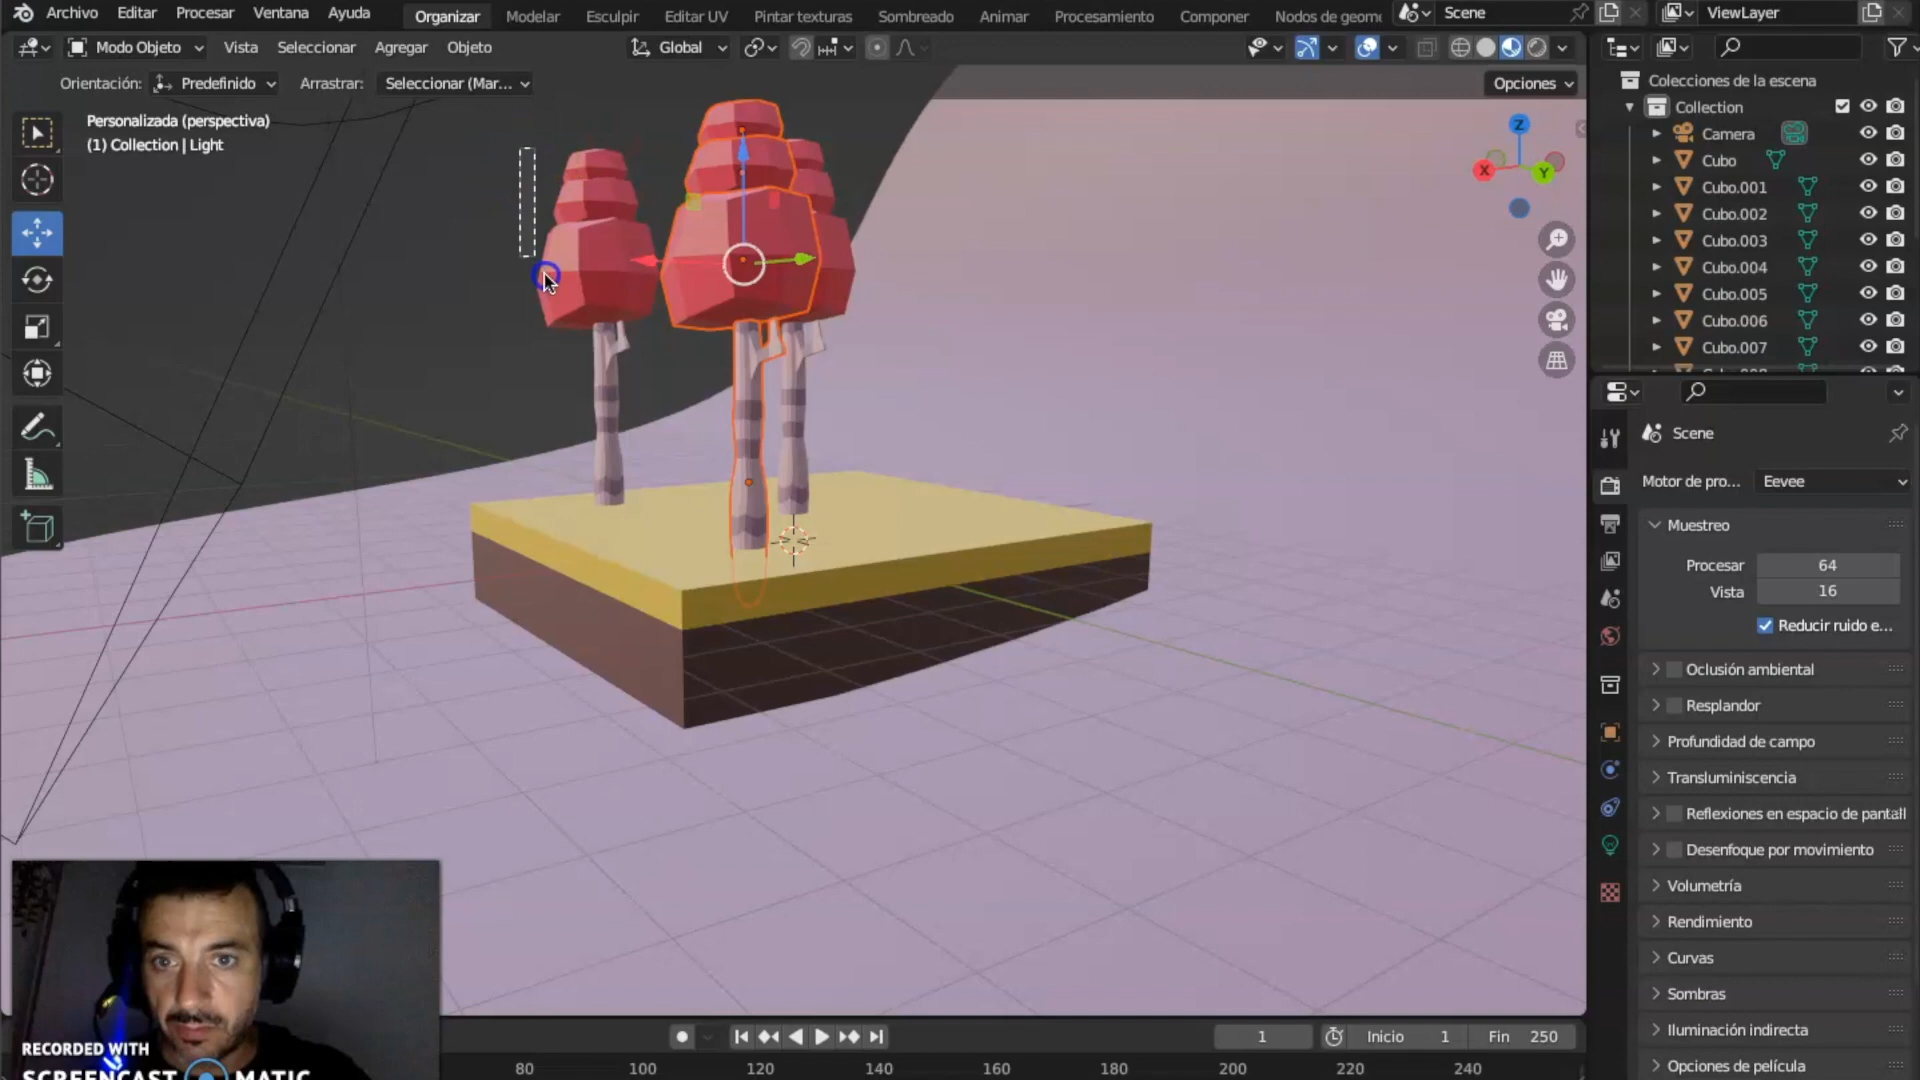 Archivo Editar Procesar Ventana Ayuda Organizar Modelar Esculpir Editar UV Pintar texturas Sombreado Animar Procesamiento Componer Nodos de geom Scene ViewLayer
Modo Objeto Vista Seleccionar Agregar Objeto Global
Orientación: Predefinido Arrastrar: Seleccionar (Mar... Opciones
Personalizada (perspectiva)
(1) Collection | Light
Z
X
Y
Colecciones de la escena
Collection
Camera
Cubo
Cubo.001
Cubo.002
Cubo.003
Cubo.004
Cubo.005
Cubo.006
Cubo.007
Scene
Motor de pro... Eevee
Muestreo
Procesar 64
Vista 16
Reducir ruido e...
Oclusión ambiental
Resplandor
Profundidad de campo
Transluminiscencia
Reflexiones en espacio de pantall
Desenfoque por movimiento
Volumetría
Rendimiento
Curvas
Sombras
Iluminación indirecta
Opciones de película
1 Inicio 1 Fin 250
80 100 120 140 160 180 200 220 240
RECORDED WITH
SCREENCAST MATIC